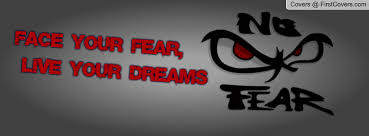 Covers @ FirstCovers.com
FACE YOUR FEAR,
LIVE YOUR DREAMS
NO
FEAR